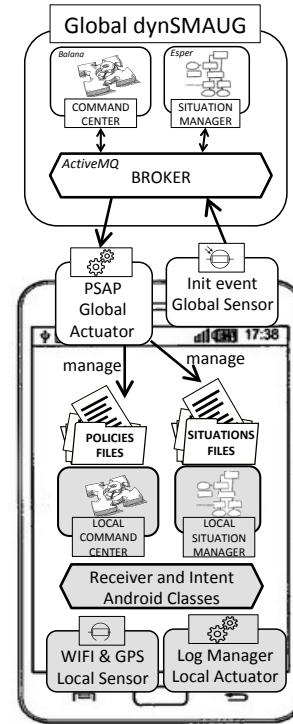 Global dynSMAUG
Balana
Esper
COMMAND
CENTER
SITUATION
MANAGER
ActiveMQ
BROKER
PSAP
Global
Actuator
Init event
Global Sensor
17:38
manage
manage
POLICIES
FILES
SITUATIONS
FILES
LOCAL
COMMAND
CENTER
LOCAL
SITUATION
MANAGER
Receiver and Intent
Android Classes
WIFI & GPS
Local Sensor
Log Manager
Local Actuator